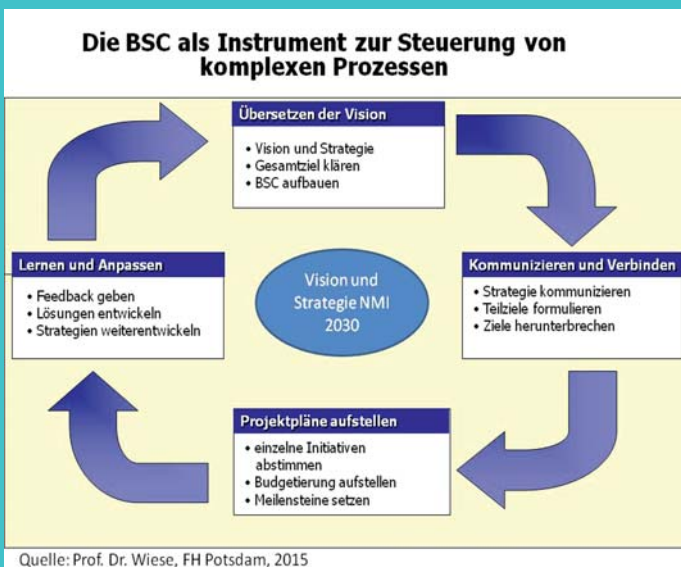 Die BSC als Instrument zur Steuerung von
komplexen Prozessen
Übersetzen der Vision
• Vision und Strategie
• Gesamtziel klären
• BSC aufbauen
Kommunizieren und Verbinden
• Strategie kommunizieren
• Teilziele formulieren
• Ziele herunterbrechen
Projektpläne aufstellen
• einzelne Initiativen
abstimmen
• Budgetierung aufstellen
• Meilensteine setzen
Lernen und Anpassen
• Feedback geben
• Lösungen entwickeln
• Strategien weiterentwickeln
Vision und
Strategie NMI
2030
Quelle: Prof. Dr. Wiese, FH Potsdam, 2015